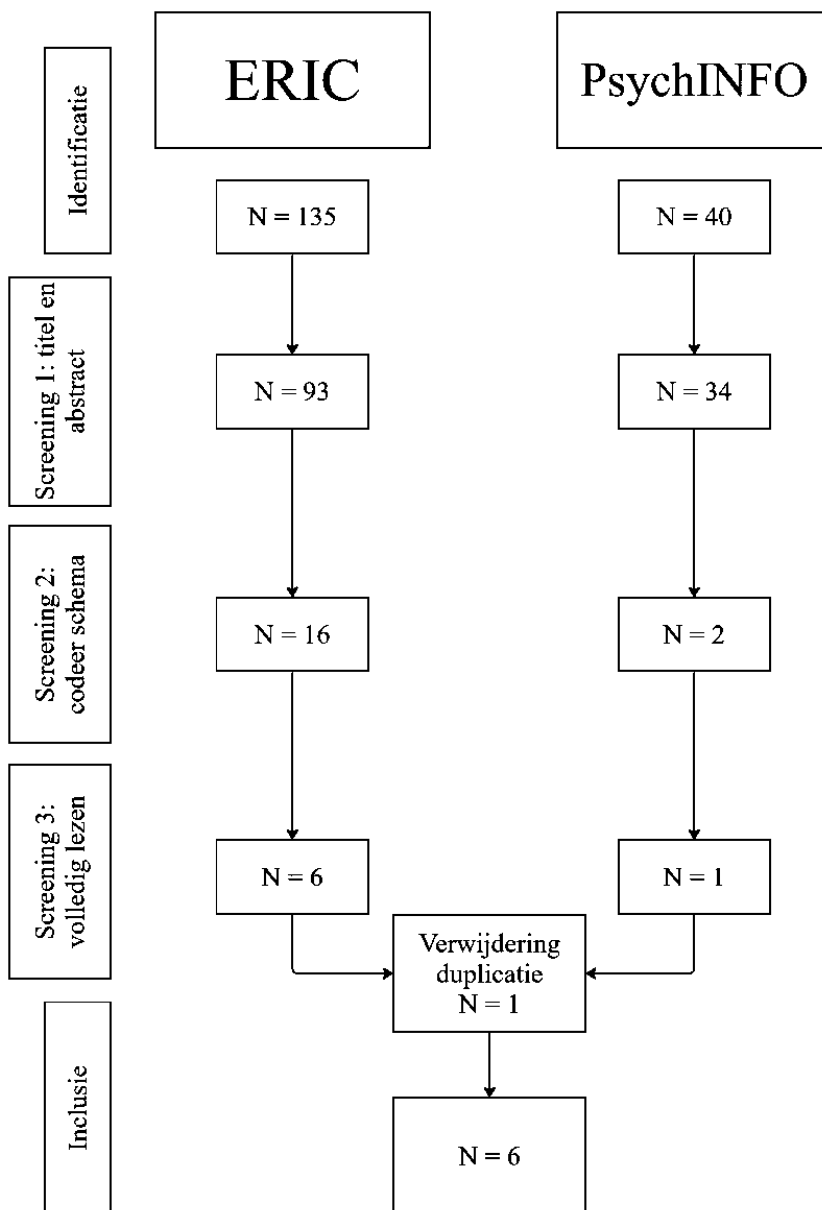 ERIC
PsychINFO
Identificatie
N = 135
N = 40
Screening 1: titel en
abstract
N = 93
N = 34
Screening 2:
codeer schema
N = 16
N = 2
Screening 3:
volledig lezen
N = 6
N = 1
Verwijdering
duplicatie
N = 1
Inclusie
N = 6